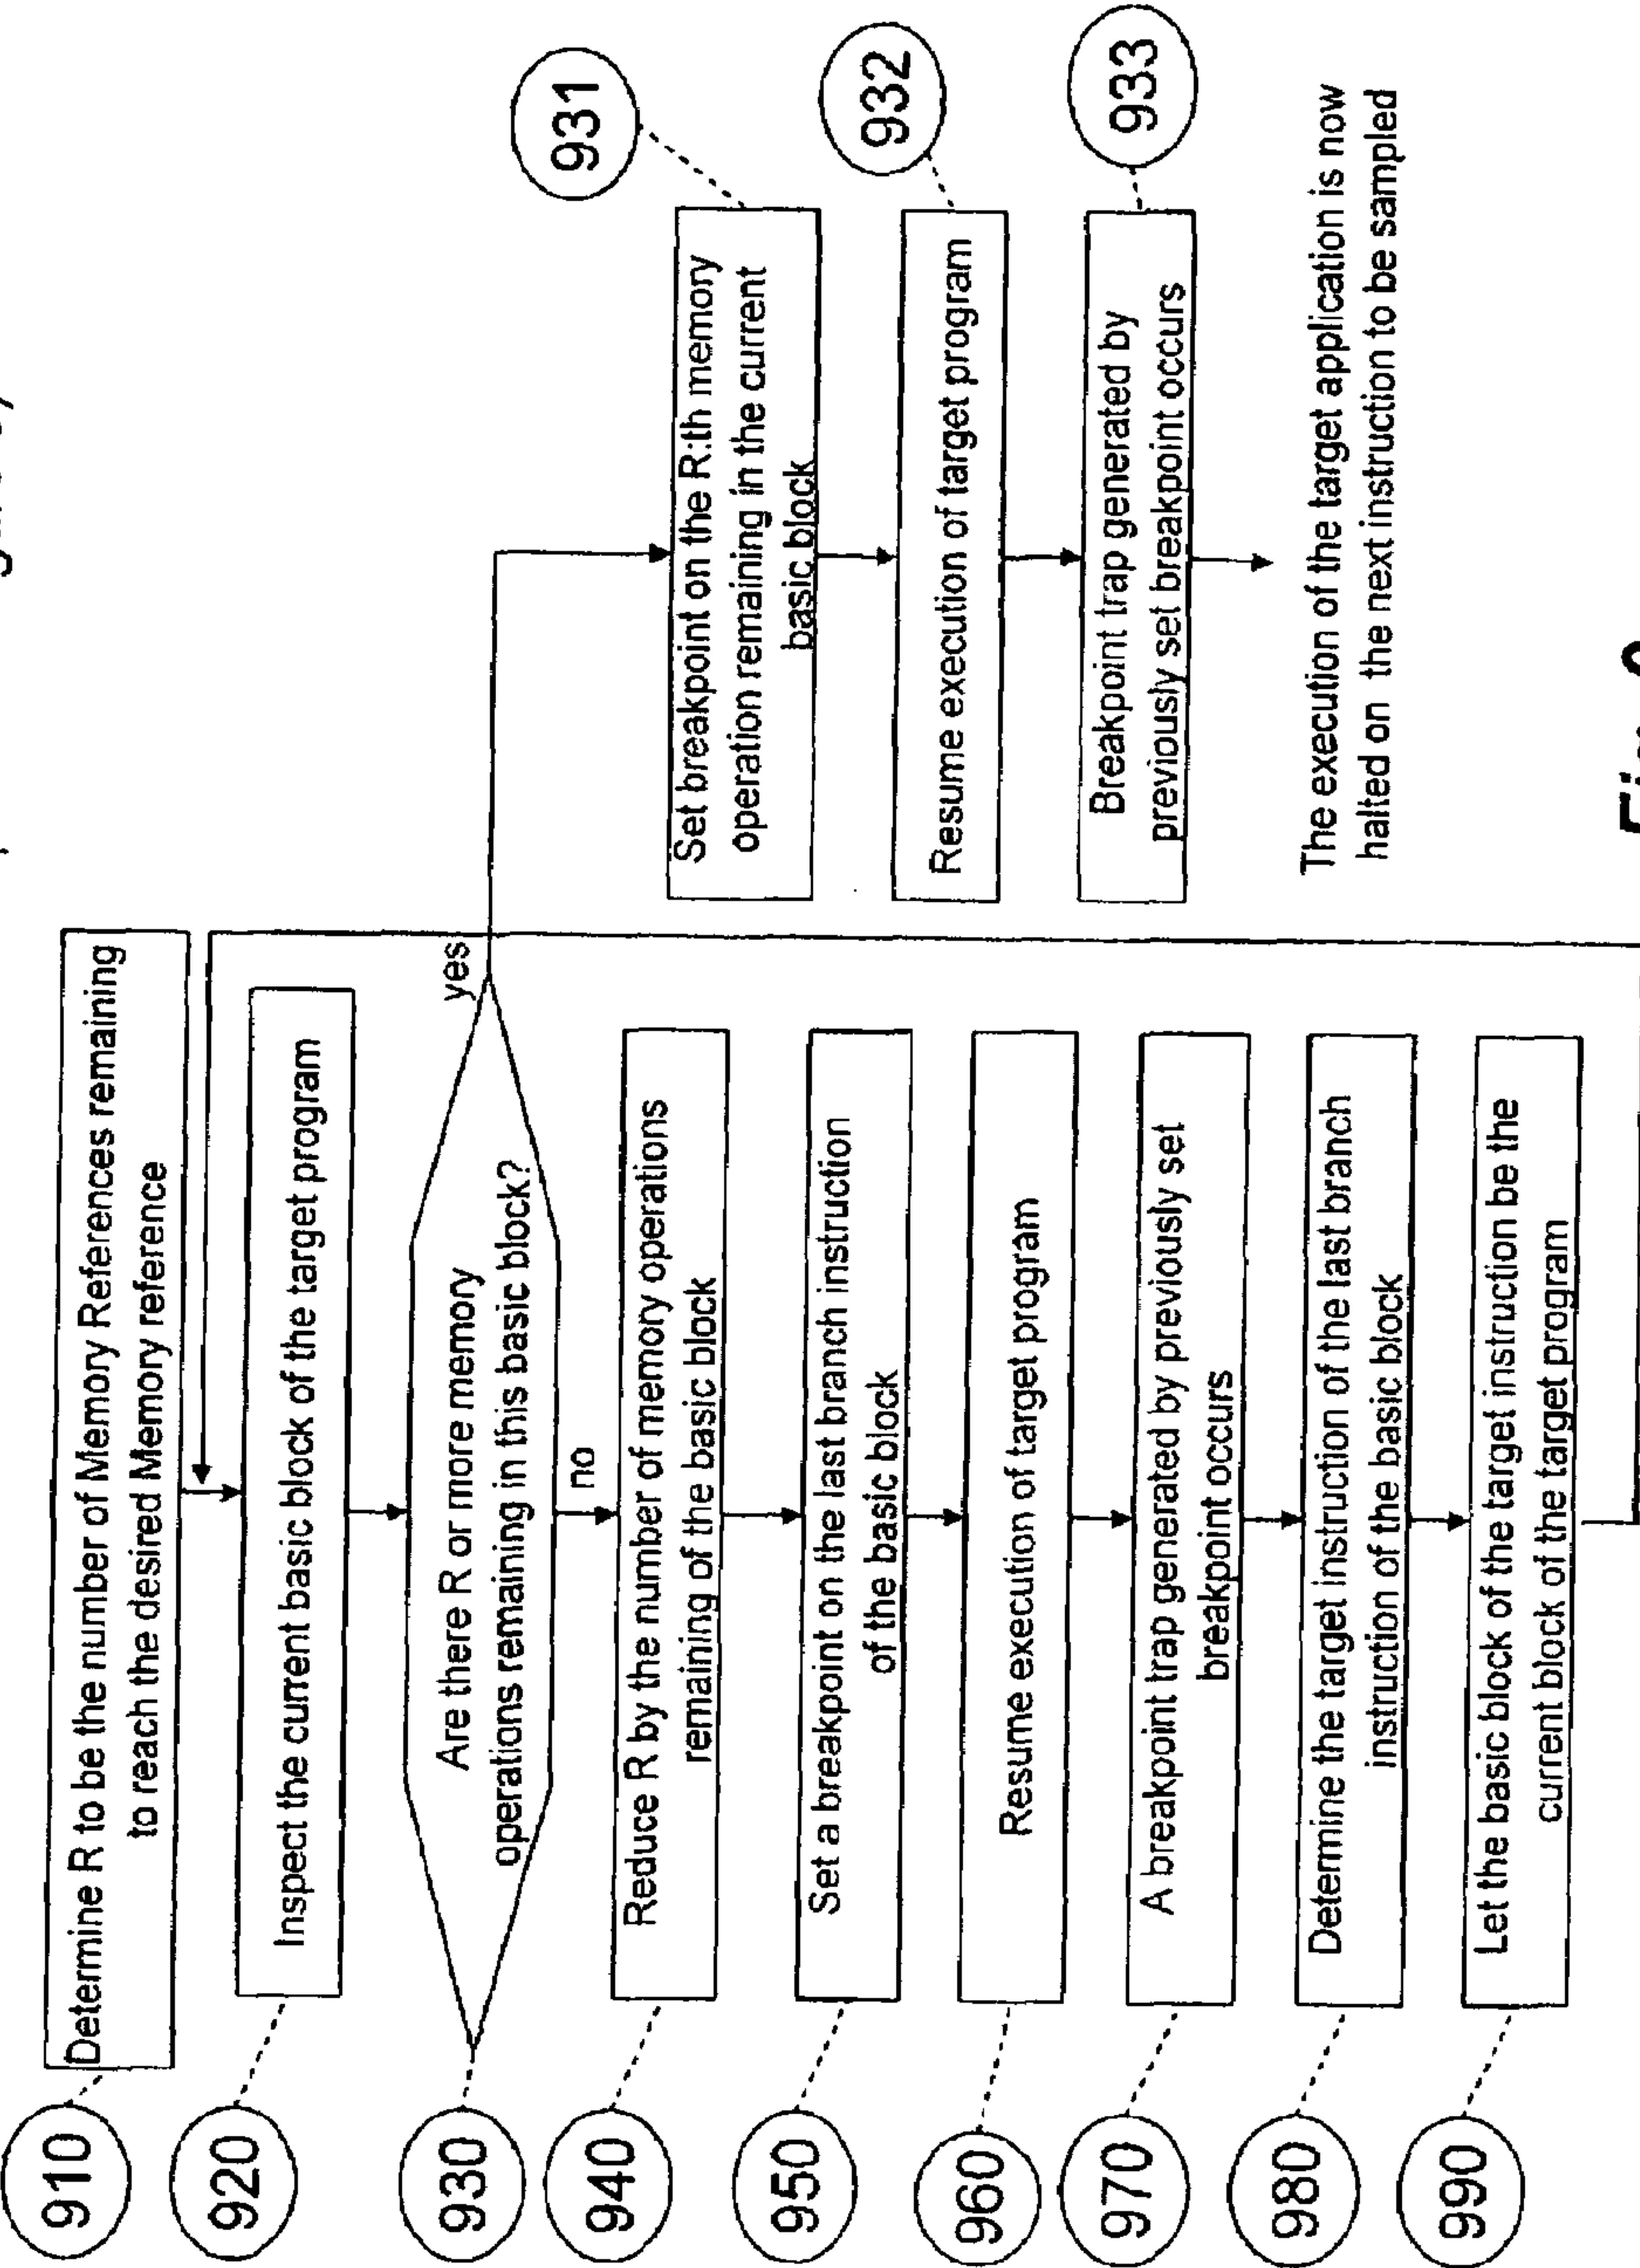 910
Determine R to be the number of Memory References remaining
to reach the desired Memory reference
920
Inspect the current basic block of the target program
930
Are there R or more memory
operations remaining in this basic block?
yes
no
931
Set breakpoint on the R:th memory
operation remaining in the current
basic block
932
Resume execution of target program
933
Breakpoint trap generated by
previously set breakpoint occurs
The execution of the target application is now
halted on the next instruction to be sampled
940
Reduce R by the number of memory operations
remaining of the basic block
950
Set a breakpoint on the last branch instruction
of the basic block
960
Resume execution of target program
970
A breakpoint trap generated by previously set
breakpoint occurs
980
Determine the target instruction of the last branch
instruction of the basic block
990
Let the basic block of the target instruction be the
current block of the target program